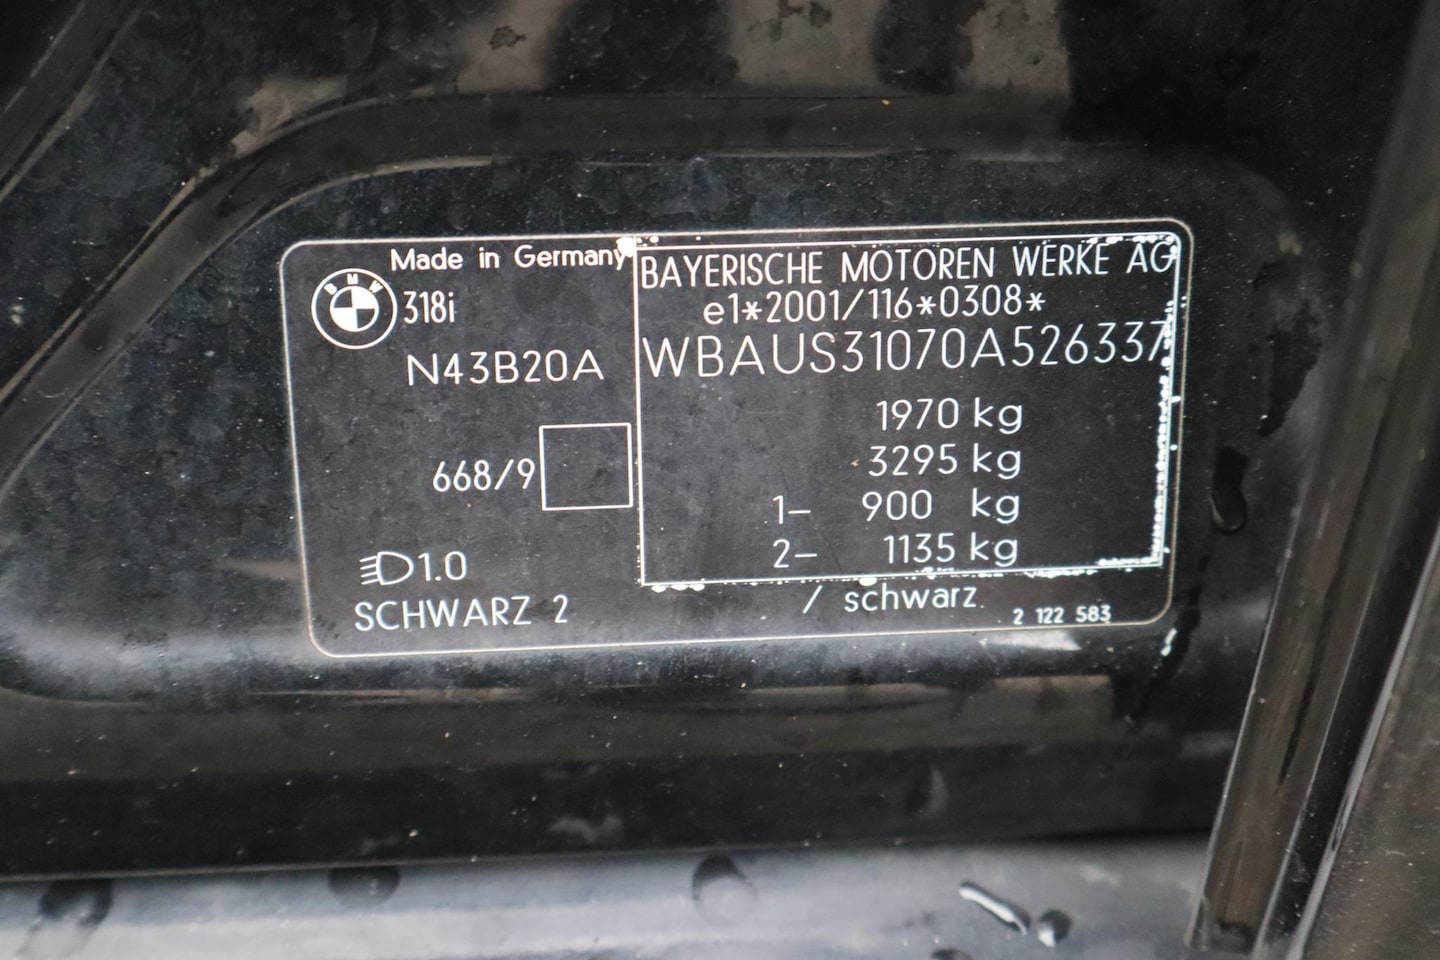 Made in Germany
BMW
318i
N43B20A
668/9
1.0
SCHWARZ 2
BAYERISCHE MOTOREN WERKE AG
e1*2001/116*0308*
WBAUS31070A526337
1970 kg
3295 kg
1- 900 kg
2- 1135 kg
/ schwarz
2 122 583